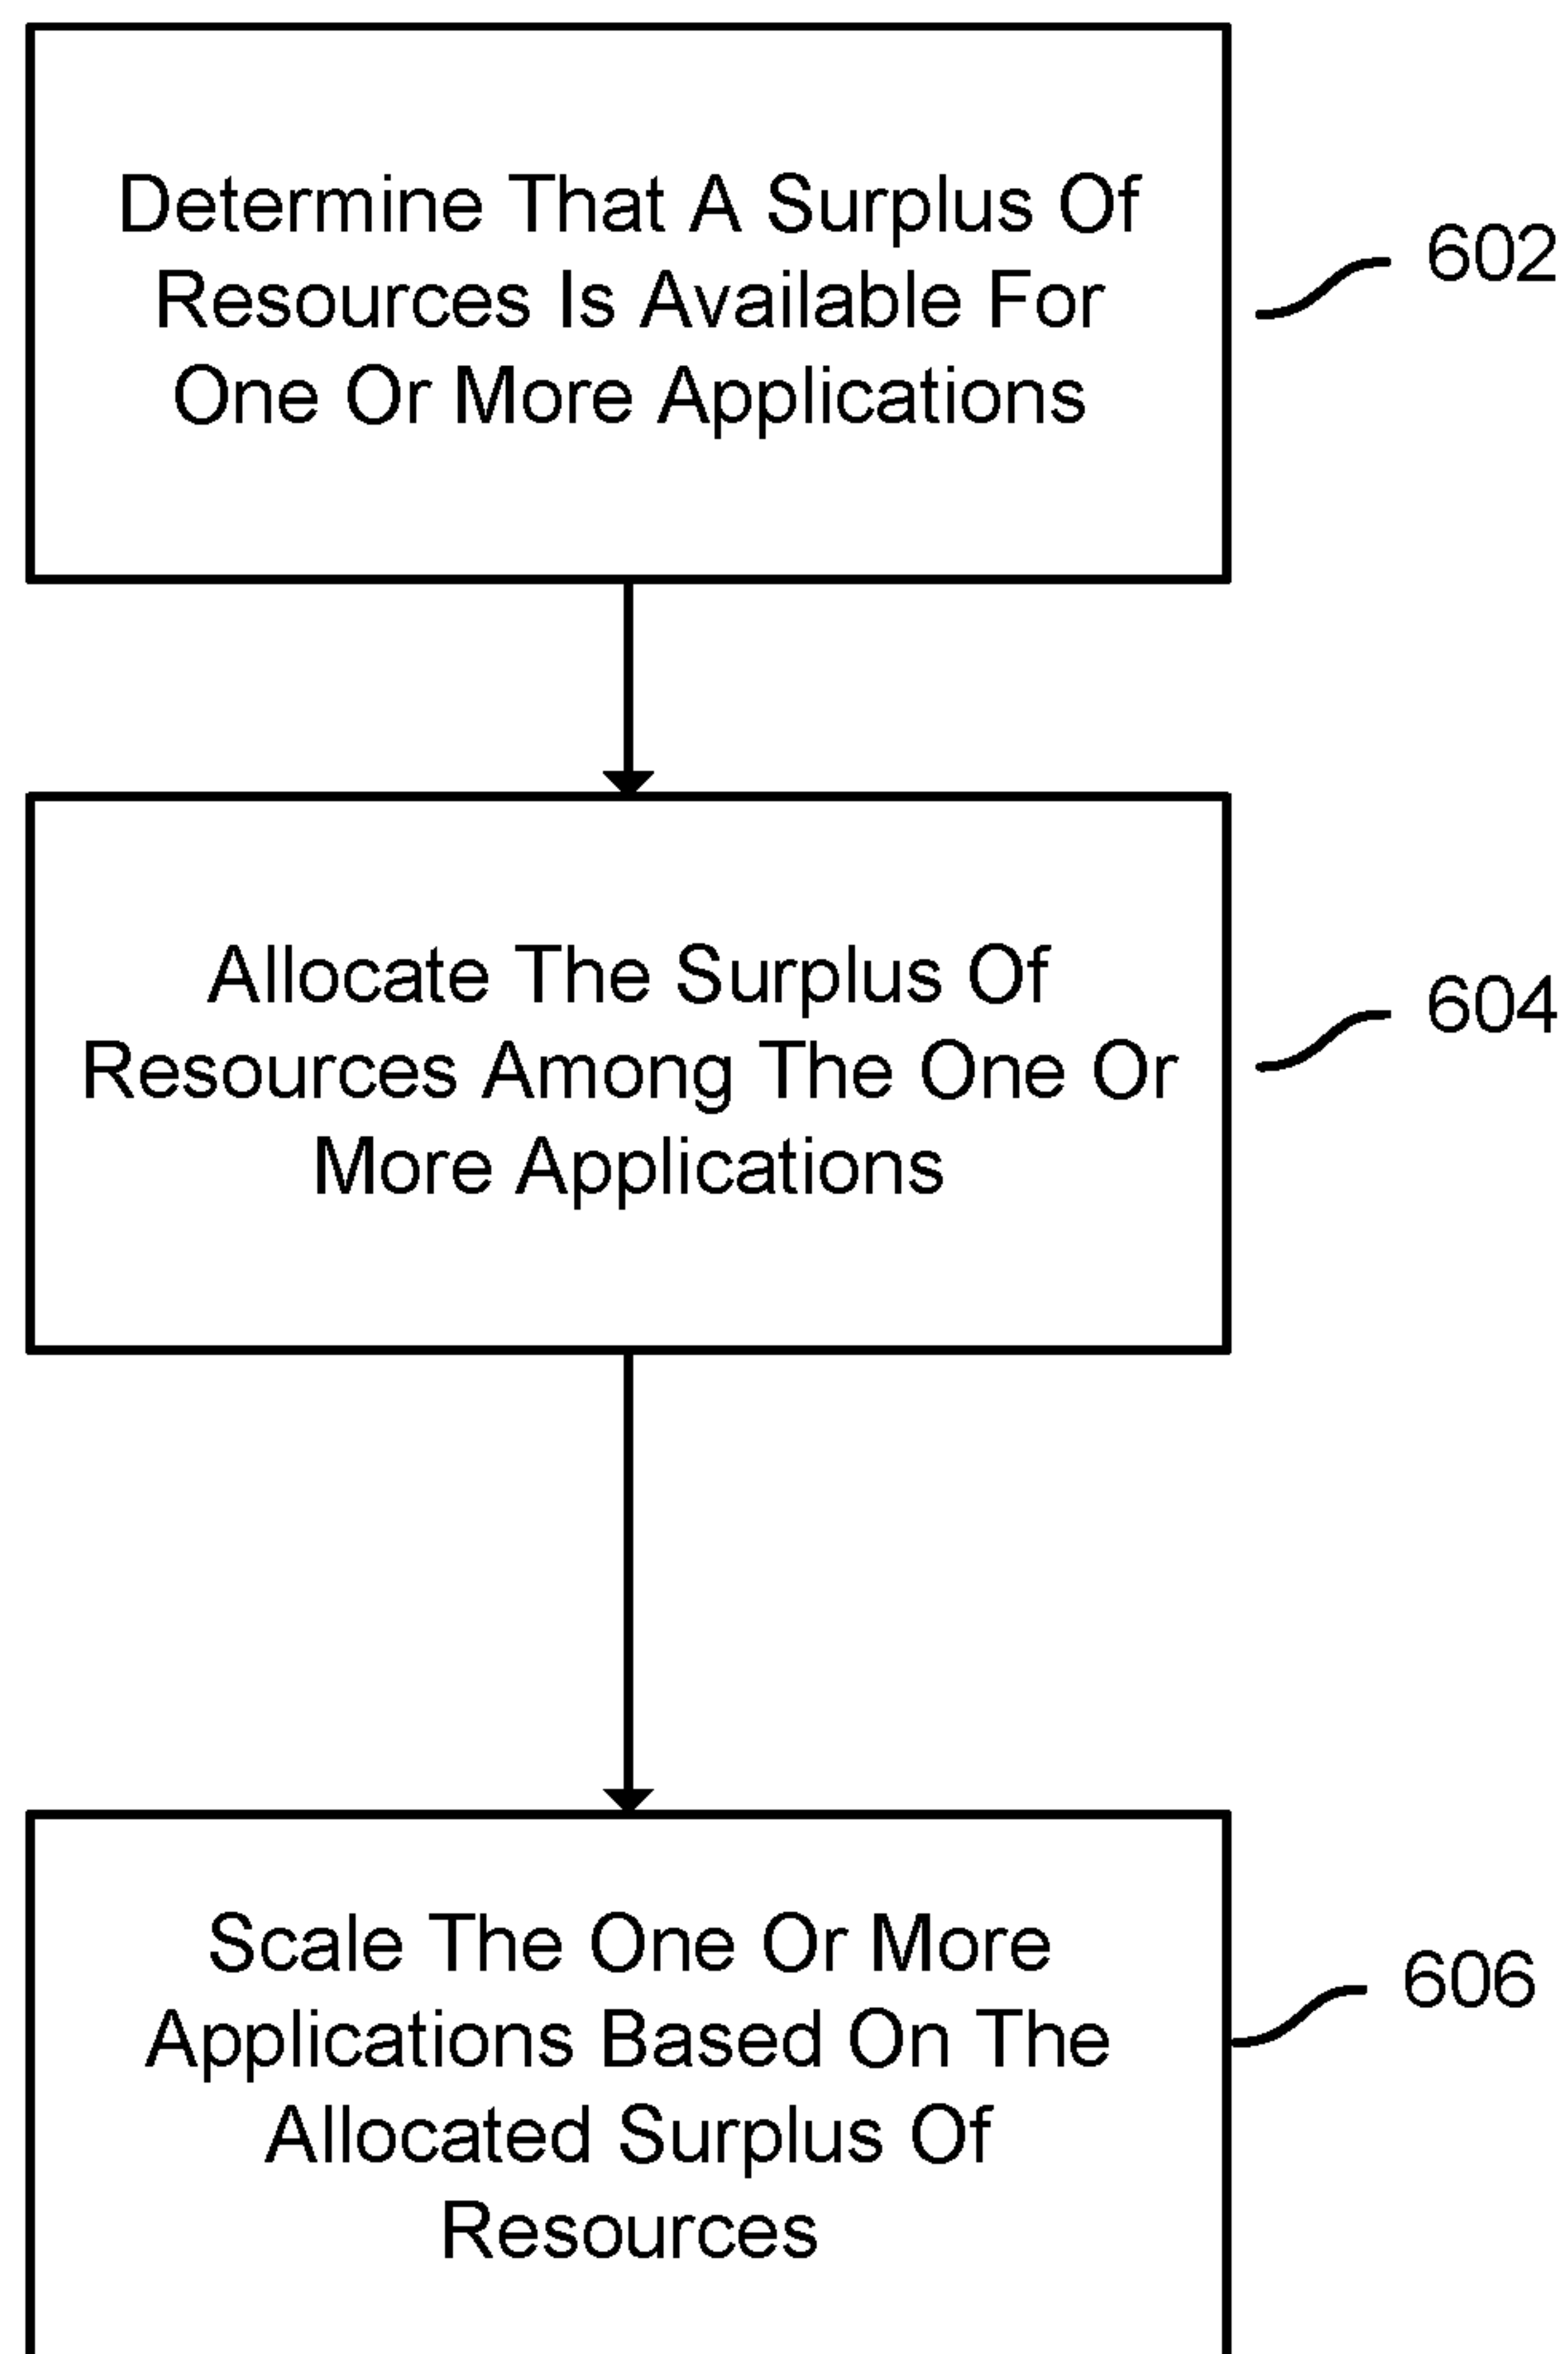 Determine That A Surplus Of
Resources Is Available For
One Or More Applications
602
Allocate The Surplus Of
Resources Among The One Or
More Applications
604
Scale The One Or More
Applications Based On The
Allocated Surplus Of
Resources
606